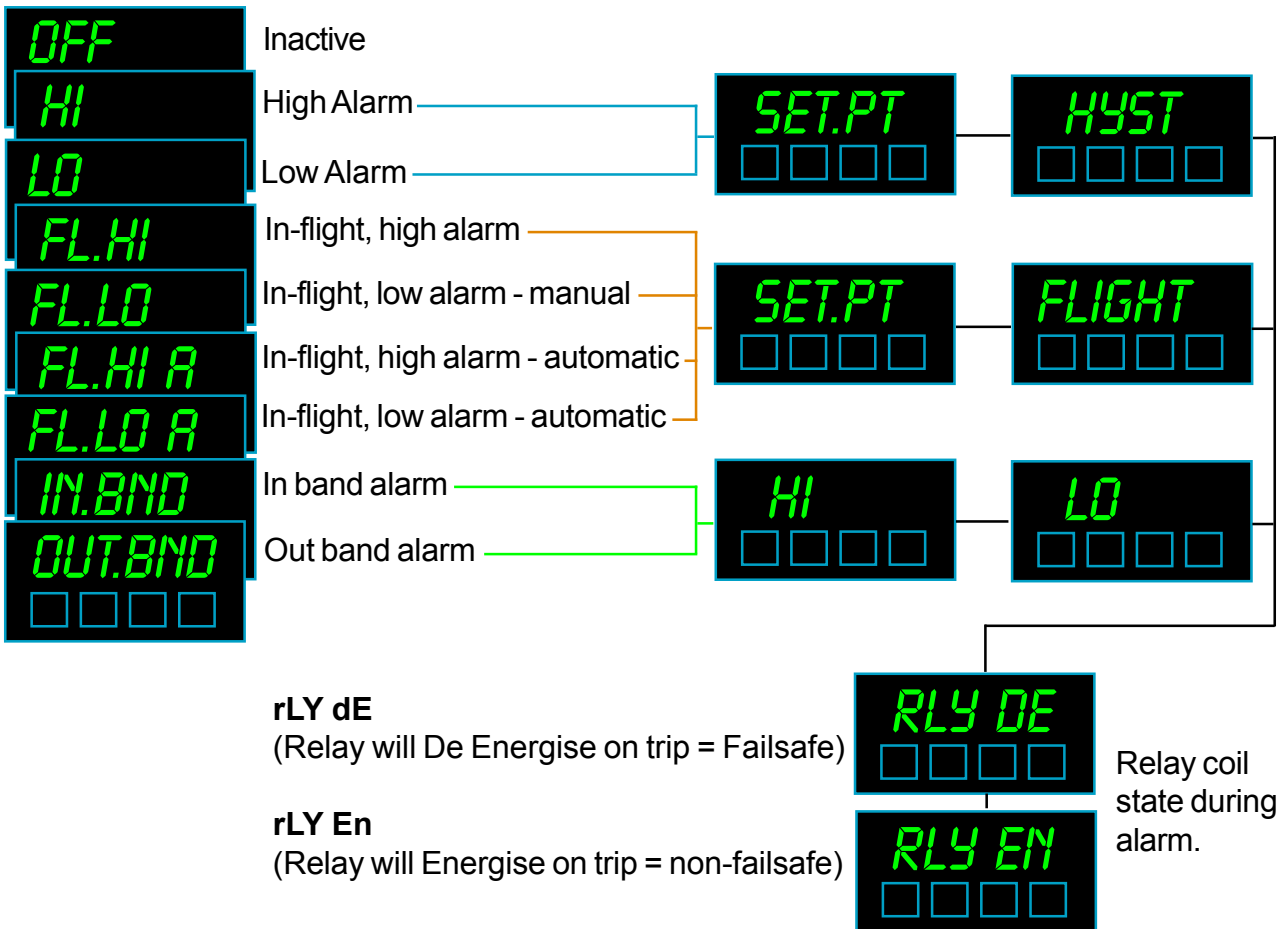 OFF
Inactive
HI
High Alarm
SET.PT
HYST
LO
Low Alarm
FL.HI
In-flight, high alarm
FL.LO
In-flight, low alarm - manual
SET.PT
FLIGHT
FL.HI A
In-flight, high alarm - automatic
FL.LO A
In-flight, low alarm - automatic
IN.BND
In band alarm
HI
LO
OUT.BND
Out band alarm
rLY dE
(Relay will De Energise on trip = Failsafe)
RLY DE
Relay coil
state during
alarm.
rLY En
(Relay will Energise on trip = non-failsafe)
RLY EN